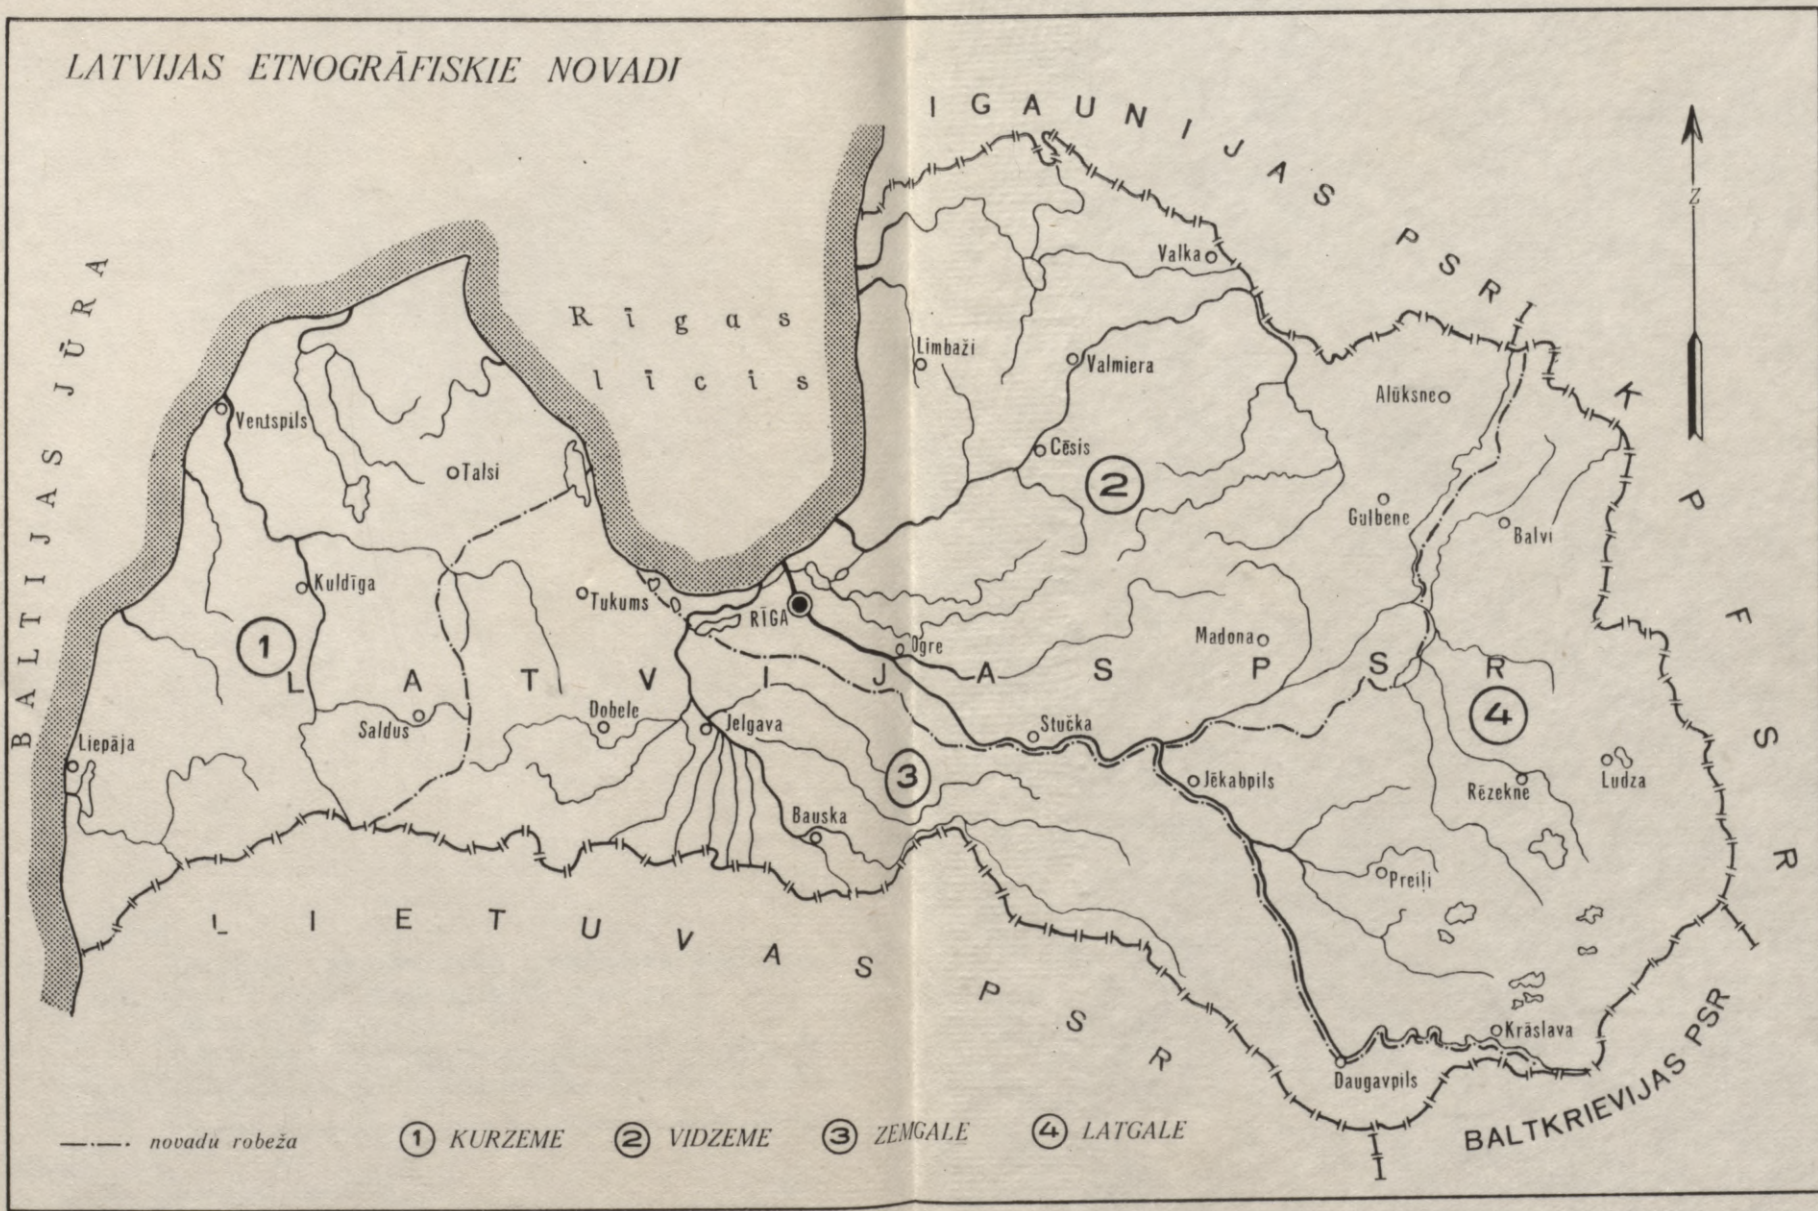 LATVIJAS ETNOGRĀFISKIE NOVADI
IGAUNIJAS PSR
BALTIJAS JŪRA
Rīgas
līcis
Z
Valka
Limbaži
Valmiera
Alūksne
Ventspils
Talsi
Cēsis
2
Gulbene
Balvi
K P F S R
Kuldīga
Tukums
RĪGA
Ogre
Madona
1
LATVIJAS PSR
4
Saldus
Dobele
Jelgava
Stučka
Liepāja
3
Jēkabpils
Rēzekne
Ludza
Bauska
Preiļi
LIETUVAS PSR
Krāslava
Daugavpils
BALTKRIEVIJAS PSR
novadu robeža
1 KURZEME
2 VIDZEME
3 ZEMGALE
4 LATGALE